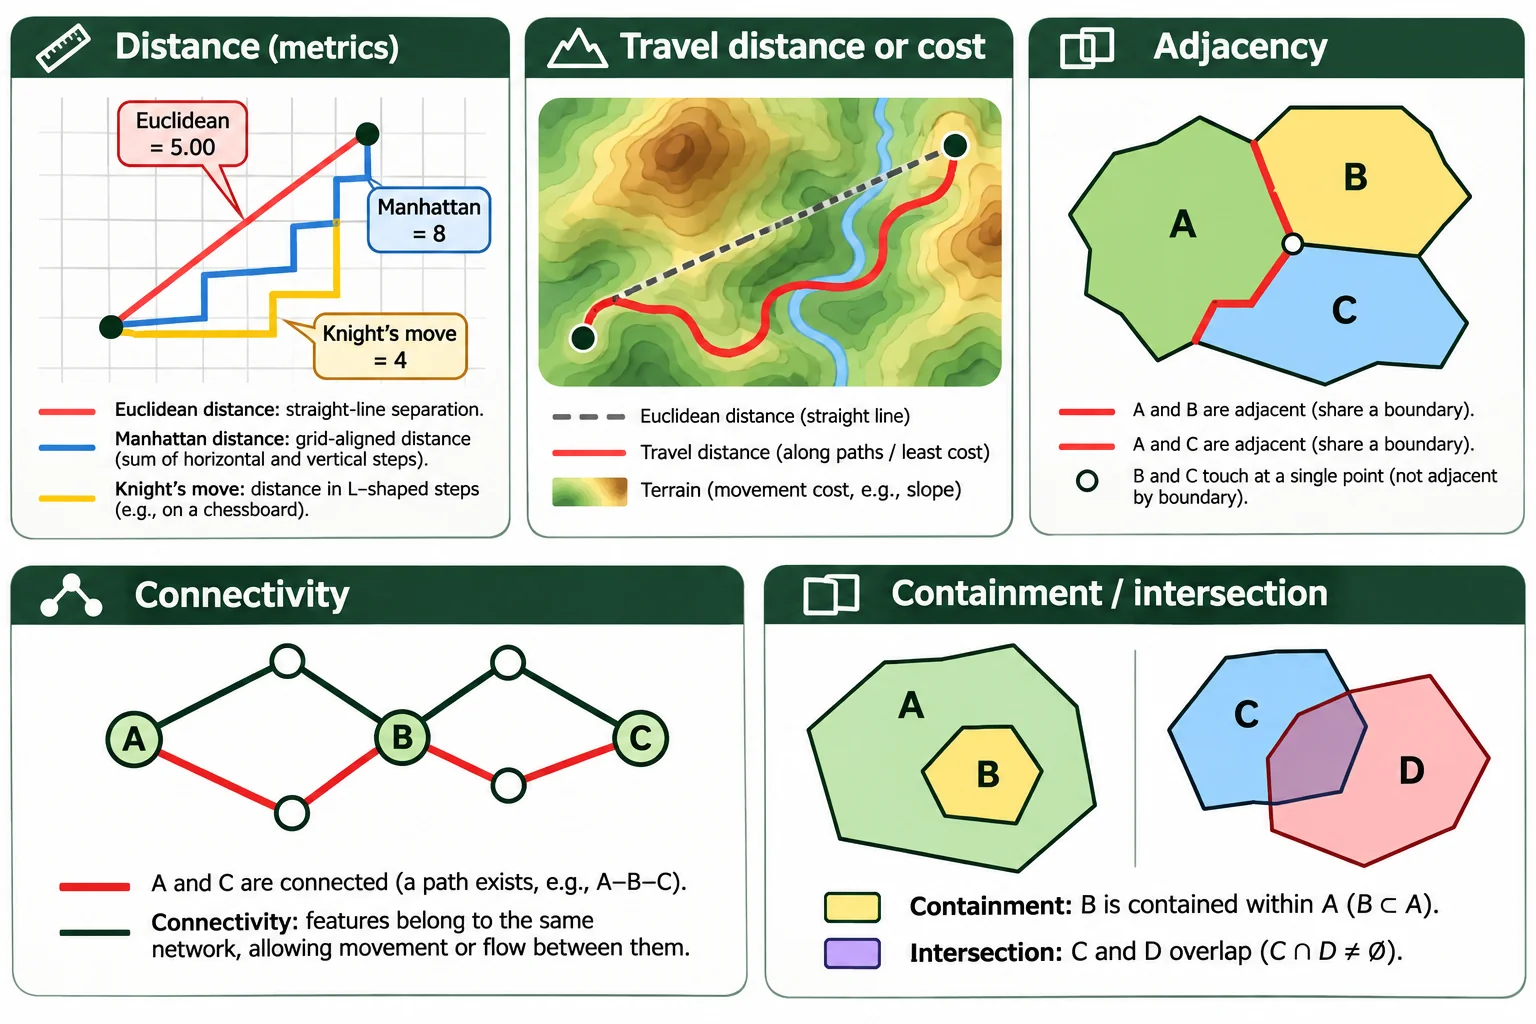 Distance (metrics)
Euclidean
= 5.00
Manhattan
= 8
Knight's move
= 4
Euclidean distance: straight-line separation.
Manhattan distance: grid-aligned distance
(sum of horizontal and vertical steps).
Knight's move: distance in L-shaped steps
(e.g., on a chessboard).
Travel distance or cost
Euclidean distance (straight line)
Travel distance (along paths / least cost)
Terrain (movement cost, e.g., slope)
Adjacency
A
B
C
A and B are adjacent (share a boundary).
A and C are adjacent (share a boundary).
B and C touch at a single point (not adjacent
by boundary).
Connectivity
A
B
C
A and C are connected (a path exists, e.g., A–B–C).
Connectivity: features belong to the same
network, allowing movement or flow between them.
Containment / intersection
A
B
C
D
Containment: B is contained within A (B ⊂ A).
Intersection: C and D overlap (C ∩ D ≠ Ø).